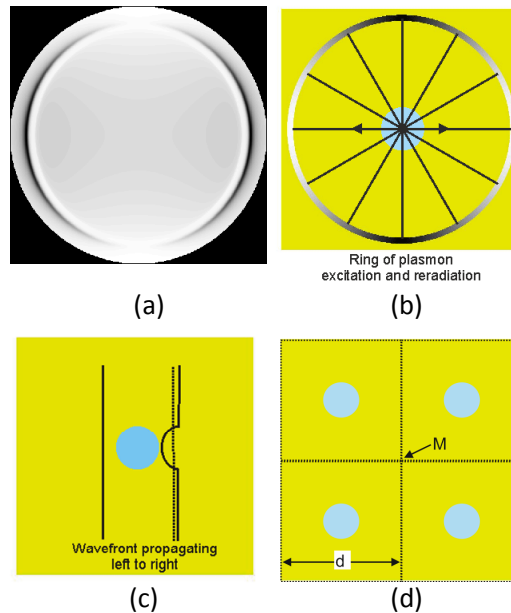 Ring of plasmon
excitation and reradiation
(a)
(b)
Wavefront propagating
left to right
M
d
(c)
(d)